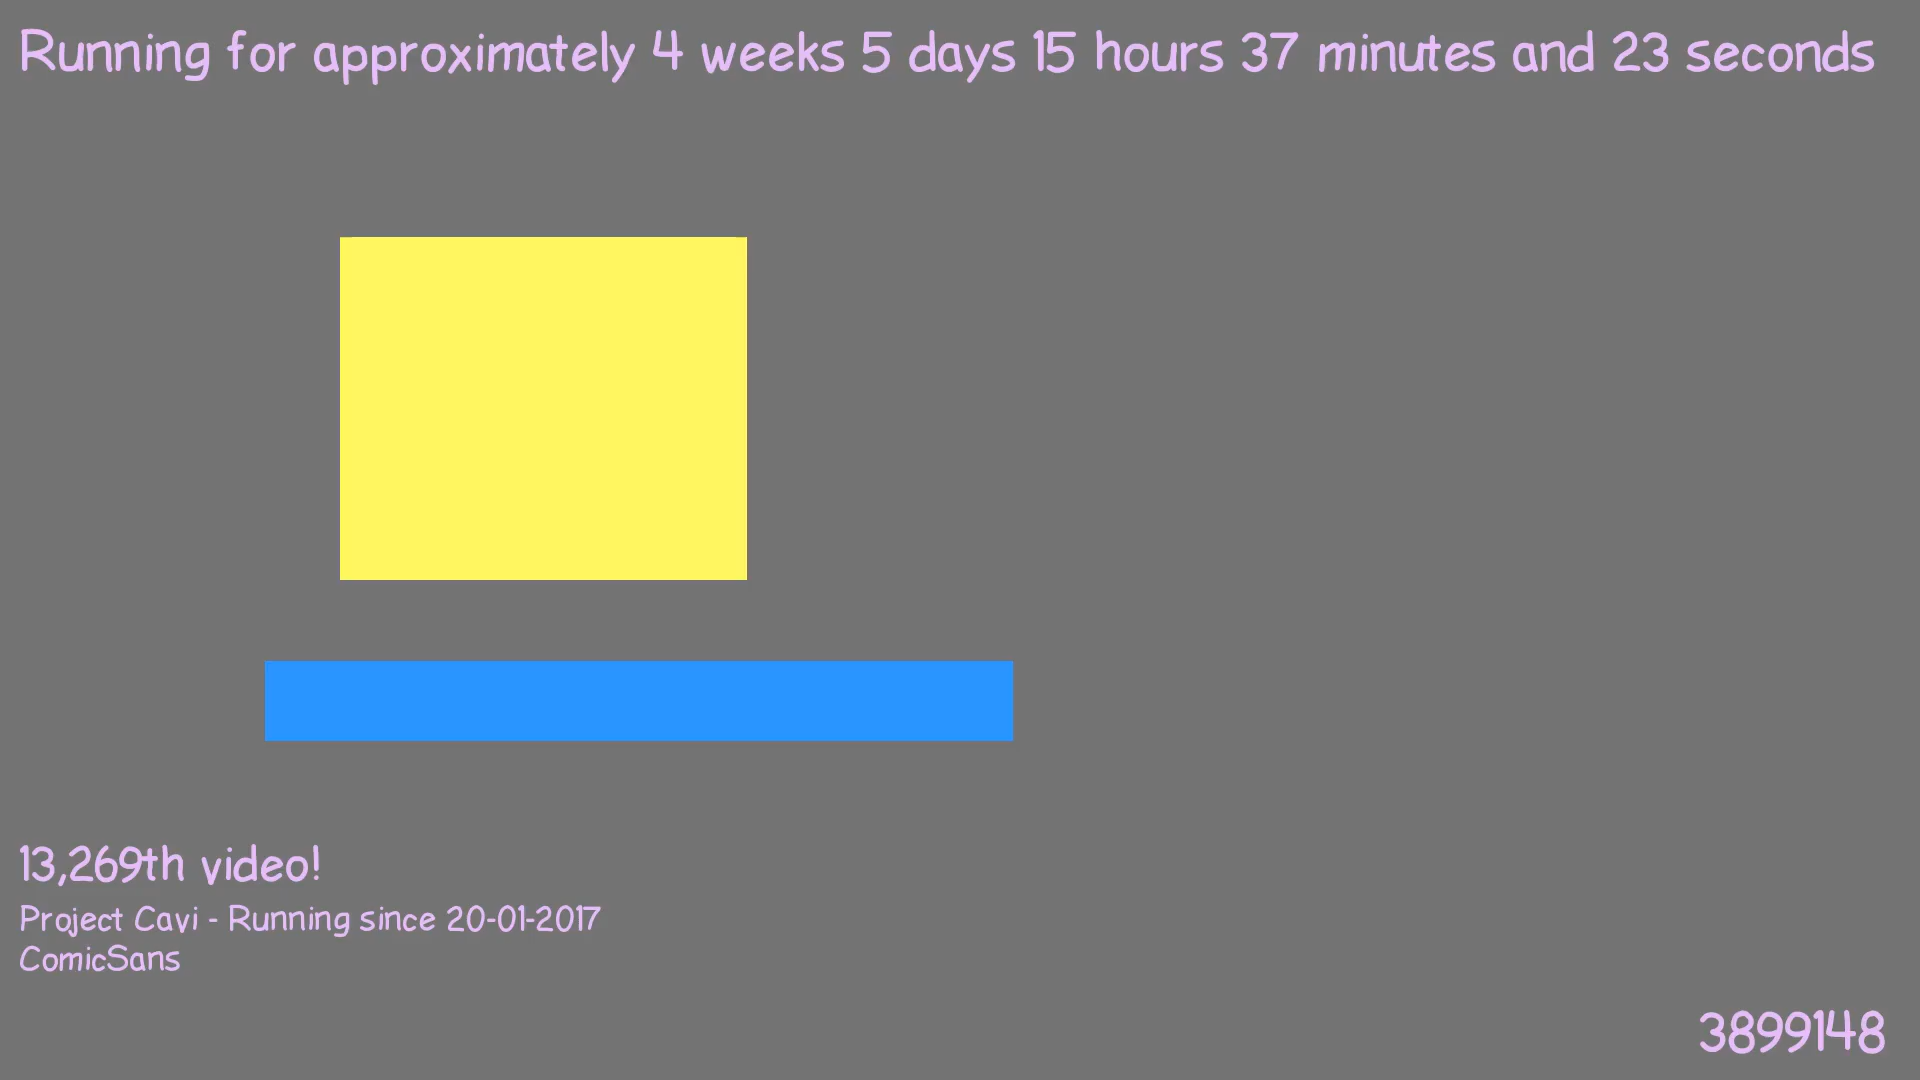 Running for approximately 4 weeks 5 days 15 hours 37 minutes and 23 seconds
13,269th video!
Project Cavi - Running since 20-01-2017
ComicSans
3899148